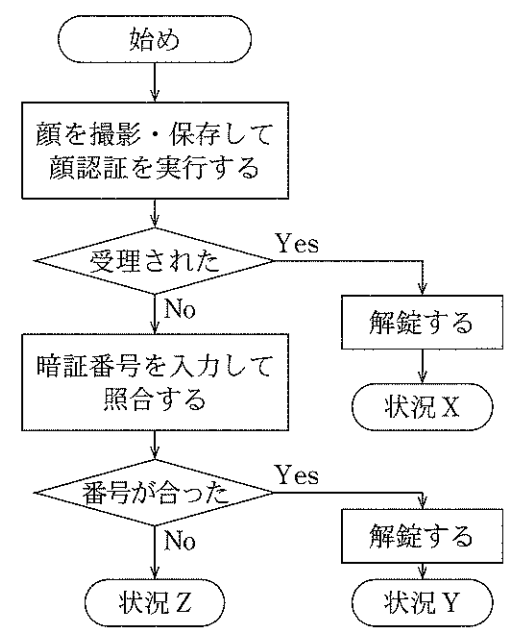 始め
顔を撮影・保存して
顔認証を実行する
受理された
Yes
No
解錠する
状況 X
暗証番号を入力して
照合する
番号が合った
Yes
No
解錠する
状況 Z
状況 Y